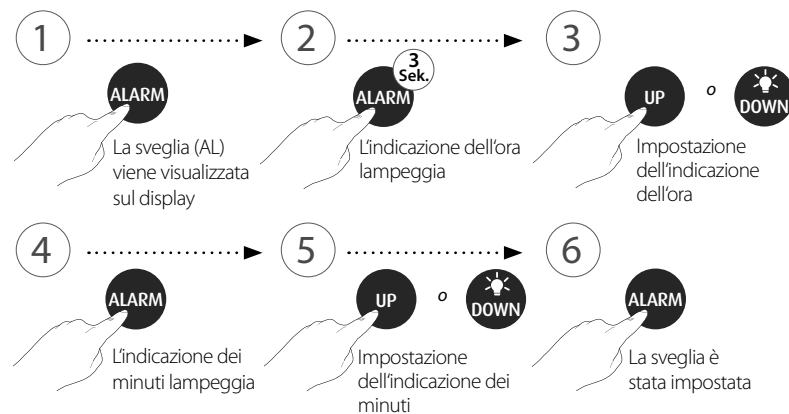 1
2
3
ALARM
La sveglia (AL)
viene visualizzata
sul display
3
Sek.
ALARM
L'indicazione dell'ora
lampeggia
UP o DOWN
Impostazione
dell'indicazione
dell'ora
4
5
6
ALARM
L'indicazione dei
minuti lampeggia
UP o DOWN
Impostazione
dell'indicazione dei
minuti
ALARM
La sveglia è
stata impostata